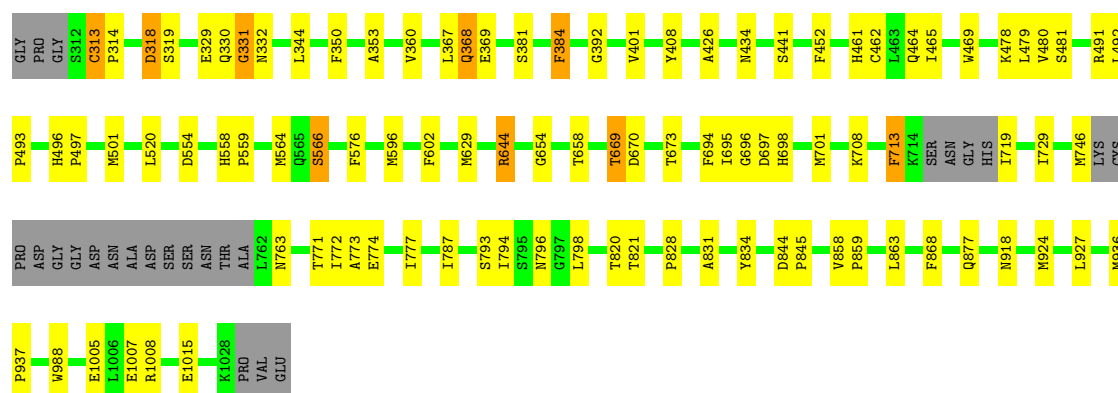 GLY PRO GLY S312 C313 P314 D318 S319 E329 Q330 G331 N332 L344 F350 A353 V360 L367 Q368 E369 S381 F384 G392 V401 Y408 A426 N434 S441 F452 H461 C462 L463 Q464 I465 W469 K478 L479 V480 S481 R491 L492
P493 H496 P497 M501 L520 D554 H558 P559 M564 Q565 S566 F576 M596 F602 M629 R644 G654 T658 T669 D670 T673 F694 I695 G696 D697 H698 M701 K708 F713 K714 SER ASN GLY HIS I719 I729 M746 LYS CYS
PRO ASP GLY GLY ASP ASN ALA ASP SER SER ASN THR ALA L762 N763 T771 I772 A773 E774 I777 I787 S793 I794 S795 N796 G797 L798 T820 T821 P828 A831 Y834 D844 P845 V858 P859 L863 F868 Q877 N918 M924 L927 M936
P937 W988 E1005 L1006 E1007 R1008 E1015 K1028 PRO VAL GLU